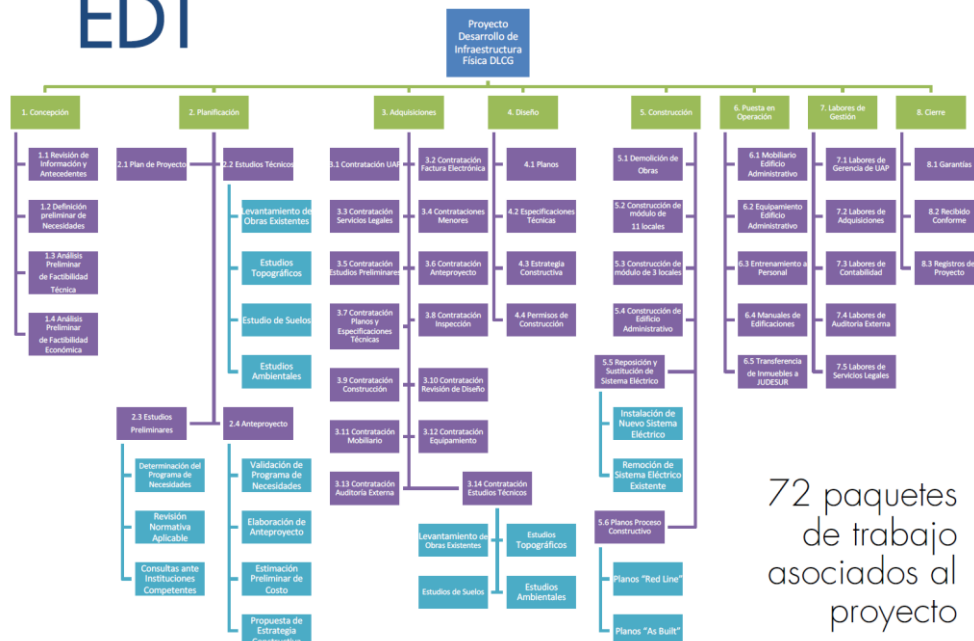 EDT
Proyecto
Desarrollo de
Infraestructura
Física DLCG
1. Concepción
2. Planificación
3. Adquisiciones
4. Diseño
5. Construcción
6. Puesta en
Operación
7. Labores de
Gestión
8. Cierre
1.1 Revisión de
Información y
Antecedentes
1.2 Definición
preliminar de
Necesidades
1.3 Análisis
Preliminar
de Factibilidad
Técnica
1.4 Análisis
Preliminar
de Factibilidad
Económica
2.1 Plan de Proyecto
2.2 Estudios Técnicos
Levantamiento de
Obras Existentes
Estudios
Topográficos
Estudio de Suelos
Estudios
Ambientales
2.3 Estudios
Preliminares
Determinación del
Programa de
Necesidades
Revisión
Normativa
Aplicable
Consultas ante
Instituciones
Competentes
2.4 Anteproyecto
Validación de
Programa de
Necesidades
Elaboración de
Anteproyecto
Estimación
Preliminar de
Costo
Propuesta de
Estrategia
Constructiva
3.1 Contratación UAP
3.2 Contratación
Factura Electrónica
3.3 Contratación
Servicios Legales
3.4 Contrataciones
Menores
3.5 Contratación
Estudios Preliminares
3.6 Contratación
Anteproyecto
3.7 Contratación
Planos y
Especificaciones
Técnicas
3.8 Contratación
Inspección
3.9 Contratación
Construcción
3.10 Contratación
Revisión de Diseño
3.11 Contratación
Mobiliario
3.12 Contratación
Equipamiento
3.13 Contratación
Auditoría Externa
3.14 Contratación
Estudios Técnicos
Levantamiento de
Obras Existentes
Estudios
Topográficos
Estudios de Suelos
Estudios
Ambientales
4.1 Planos
4.2 Especificaciones
Técnicas
4.3 Estrategia
Constructiva
4.4 Permisos de
Construcción
5.1 Demolición de
Obras
5.2 Construcción de
módulo de
11 locales
5.3 Construcción de
módulo de 3 locales
5.4 Construcción de
Edificio
Administrativo
5.5 Reposición y
Sustitución de
Sistema Eléctrico
Instalación de
Nuevo Sistema
Eléctrico
Remoción de
Sistema Eléctrico
Existente
5.6 Planos Proceso
Constructivo
Planos "Red Line"
Planos "As Built"
6.1 Mobiliario
Edificio
Administrativo
6.2 Equipamiento
Edificio
Administrativo
6.3 Entrenamiento a
Personal
6.4 Manuales de
Edificaciones
6.5 Transferencia
de Inmuebles a
JUDESUR
7.1 Labores de
Gerencia de UAP
7.2 Labores de
Adquisiciones
7.3 Labores de
Contabilidad
7.4 Labores de
Auditoria Externa
7.5 Labores de
Servicios Legales
8.1 Garantías
8.2 Recibido
Conforme
8.3 Registros de
Proyecto
72 paquetes
de trabajo
asociados al
proyecto